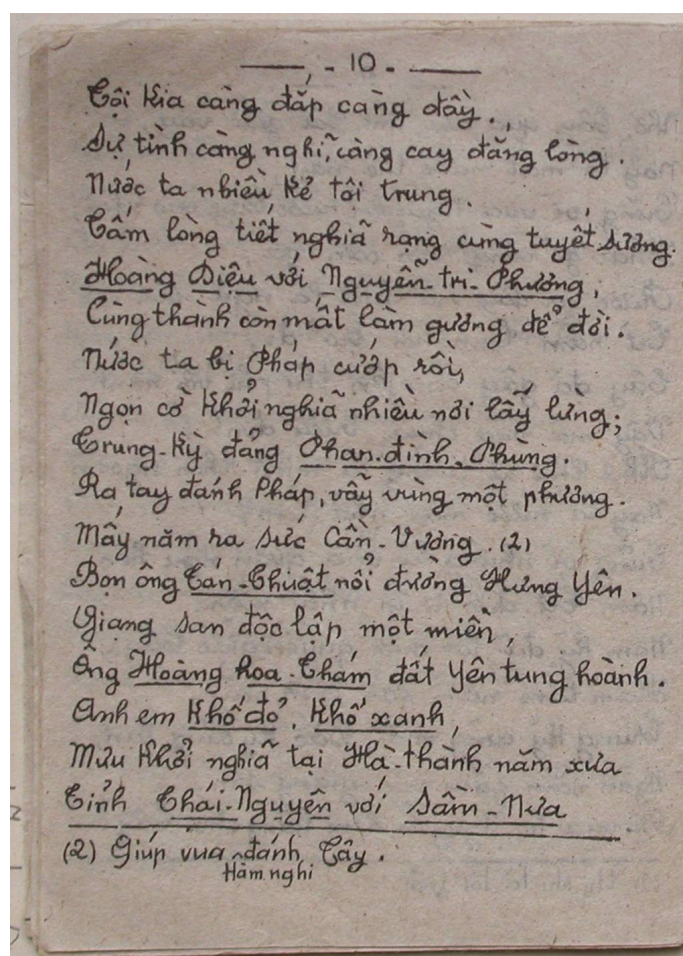 - 10 -
Tội kia càng đắp càng đầy.
Sự tình càng nghĩ, càng cay đắng lòng.
Nước ta nhiều kẻ tôi trung.
Tấm lòng tiết nghiã rạng cùng tuyết sương.
Hoàng Diệu với Nguyễn-tri-Phương,
Cùng thành còn mất làm gương để đời.
Nước ta bị Pháp cướp rồi,
Ngọn cờ khởi nghiã nhiều nơi lẫy lừng;
Trung-Kỳ đảng Phan-đình-Phùng.
Ra tay đánh Pháp, vẫy vùng một phương.
Mấy năm ra sức Cần-Vương. (2)
Bọn ông Tán-Thuật nổi đường Hưng Yên.
Giang san độc lập một miền,
Ông Hoàng hoa-Thám đất Yên tung hoành.
Anh em Khố đỏ, Khố xanh,
Mưu khởi nghiã tại Hà-thành năm xưa
Tỉnh Thái-Nguyên với Sầm-Nưa
(2) Giúp vua đánh Tây.
Hàm nghi